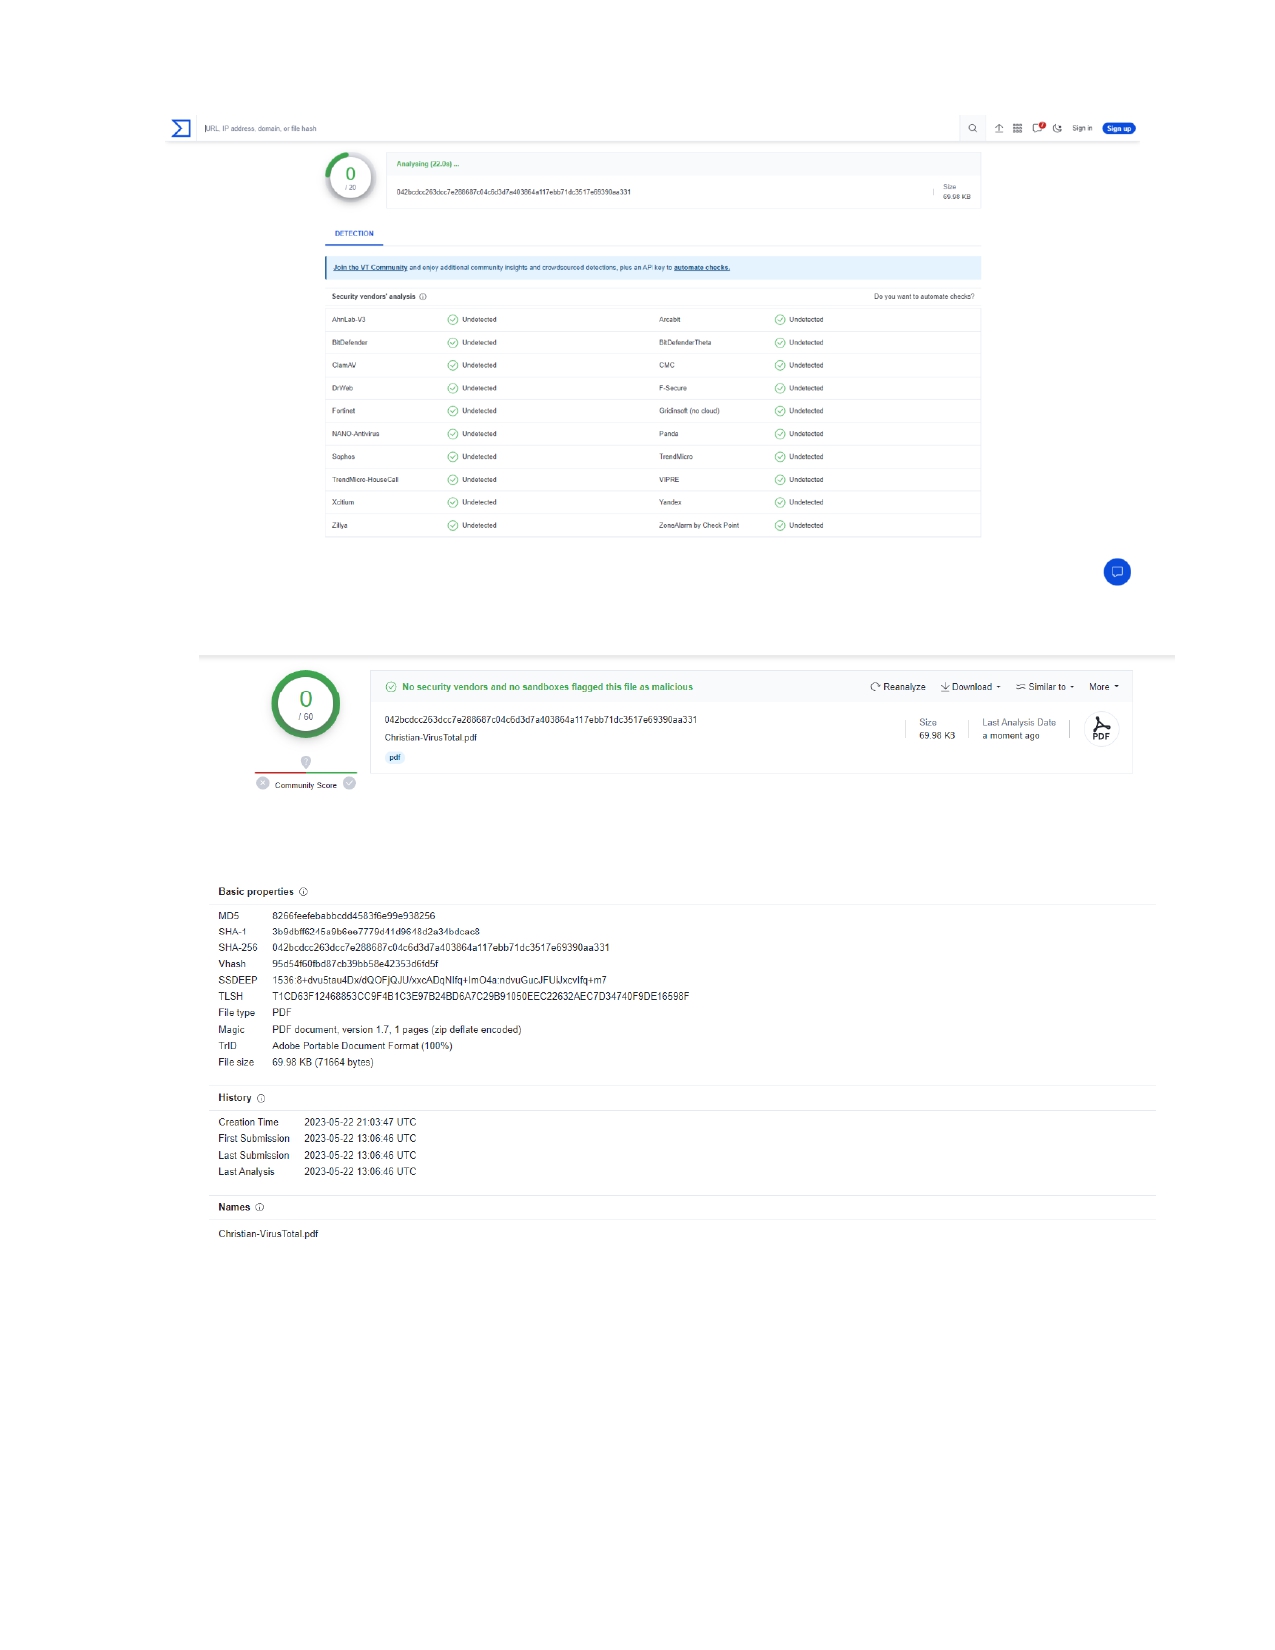 URL, IP address, domain, or file hash
7
Sign in
Sign up
0
/ 20
Analysing (22.0s) ...
042bcdcc263dcc7e288687c04c6d3d7a403864a117ebb71dc3517e69390aa331
Size
69.98 KB
DETECTION
Join the VT Community and enjoy additional community insights and crowdsourced detections, plus an API key to automate checks.
Security vendors' analysis
Do you want to automate checks?
AhnLab-V3 Undetected Arcabit Undetected
BitDefender Undetected BitDefenderTheta Undetected
ClamAV Undetected CMC Undetected
DrWeb Undetected F-Secure Undetected
Fortinet Undetected Gridinsoft (no cloud) Undetected
NANO-Antivirus Undetected Panda Undetected
Sophos Undetected TrendMicro Undetected
TrendMicro-HouseCall Undetected VIPRE Undetected
Xcitium Undetected Yandex Undetected
Zillya Undetected ZoneAlarm by Check Point Undetected
0
/ 60
?
Community Score
No security vendors and no sandboxes flagged this file as malicious
Reanalyze Download Similar to More
042bcdcc263dcc7e288687c04c6d3d7a403864a117ebb71dc3517e69390aa331
Christian-VirusTotal.pdf
pdf
Size
69.98 KB
Last Analysis Date
a moment ago
PDF
Basic properties
MD5 8266feefebabbcdd4583f6e99e938256
SHA-1 3b9dbff6245a9b6ee7779d41d9648d2a34bdcac8
SHA-256 042bcdcc263dcc7e288687c04c6d3d7a403864a117ebb71dc3517e69390aa331
Vhash 95d54f60fbd87cb39bb58e42353d6fd5f
SSDEEP 1536:8+dvu5tau4Dx/dQOFjQJU/xxcADqNIfq+ImO4a:ndvuGucJFUiJxcvIfq+m7
TLSH T1CD63F12468853CC9F4B1C3E97B24BD6A7C29B91050EEC22632AEC7D34740F9DE16598F
File type PDF
Magic PDF document, version 1.7, 1 pages (zip deflate encoded)
TrID Adobe Portable Document Format (100%)
File size 69.98 KB (71664 bytes)
History
Creation Time 2023-05-22 21:03:47 UTC
First Submission 2023-05-22 13:06:46 UTC
Last Submission 2023-05-22 13:06:46 UTC
Last Analysis 2023-05-22 13:06:46 UTC
Names
Christian-VirusTotal.pdf